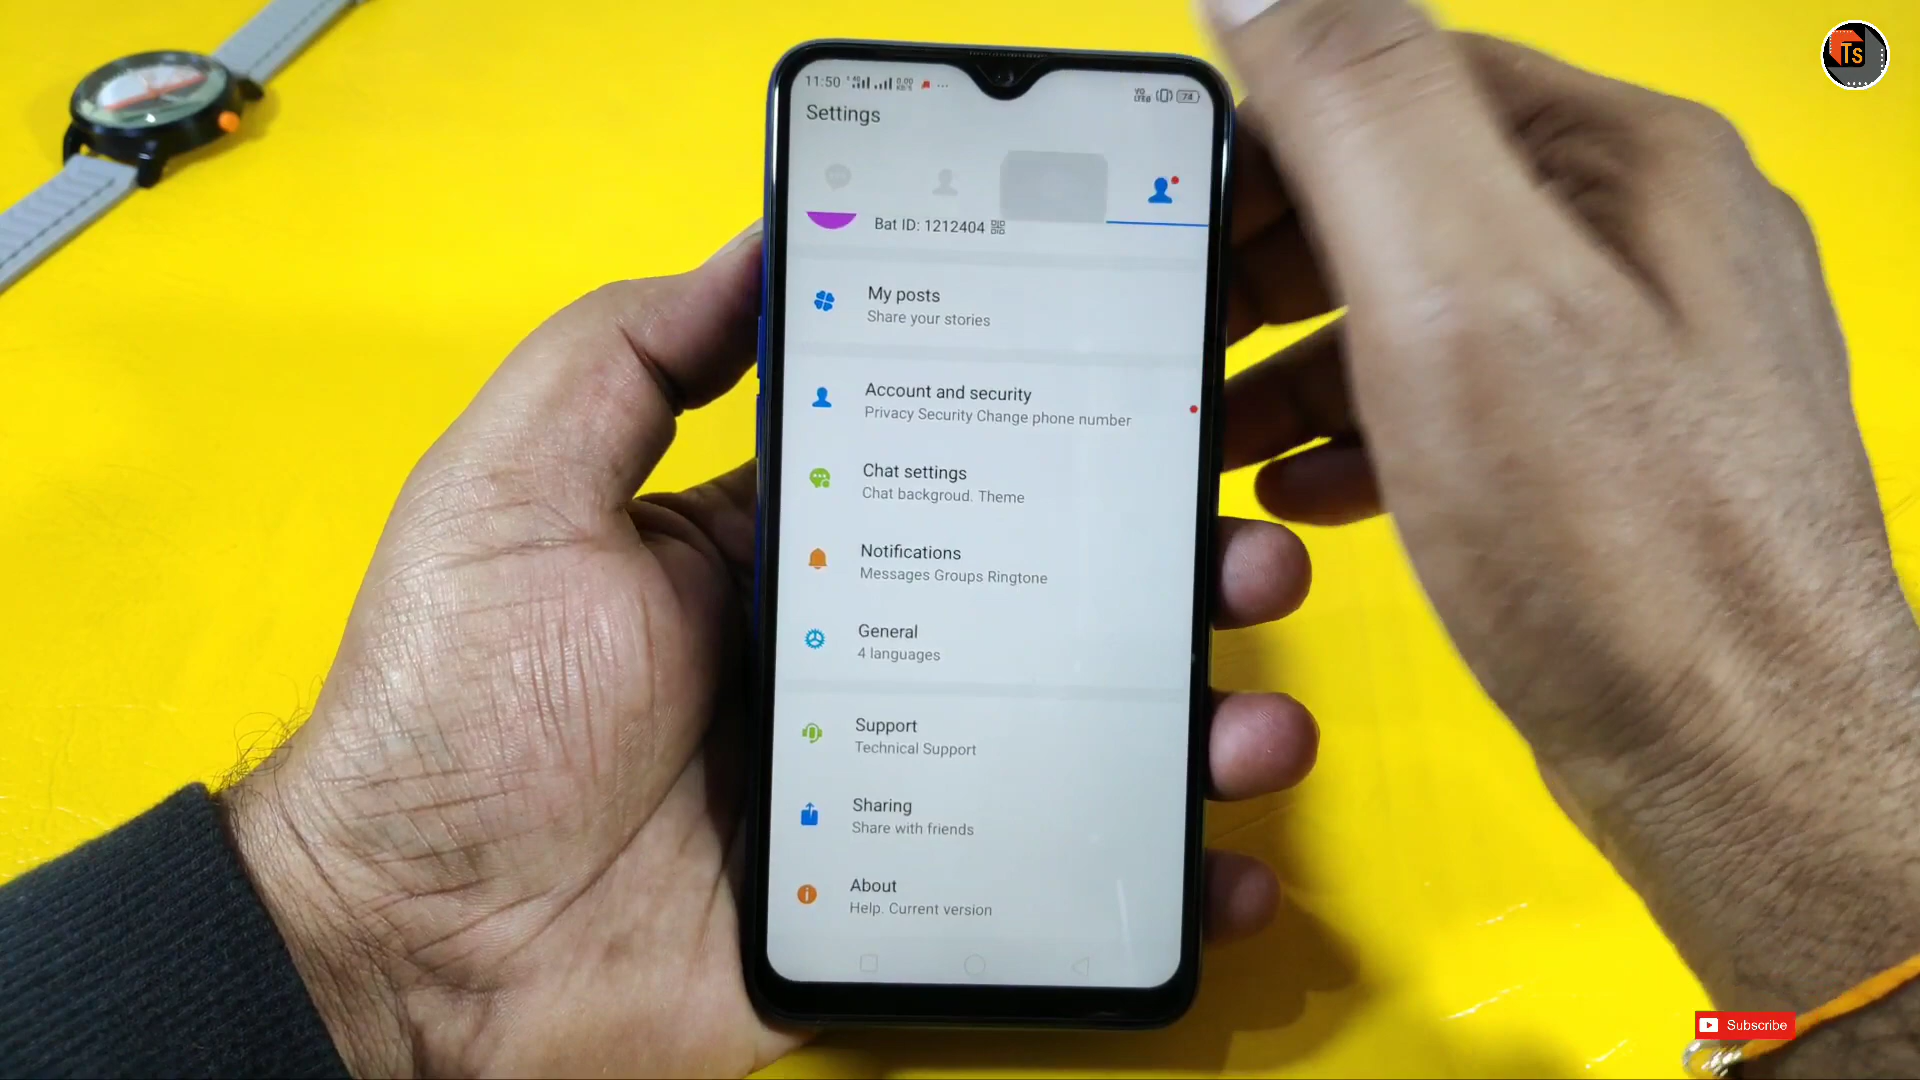 Ts
11:50
74
Settings
Bat ID: 1212404
My posts
Share your stories
Account and security
Privacy Security Change phone number
Chat settings
Chat backgroud. Theme
Notifications
Messages Groups Ringtone
General
4 languages
Support
Technical Support
Sharing
Share with friends
About
Help. Current version
Subscribe